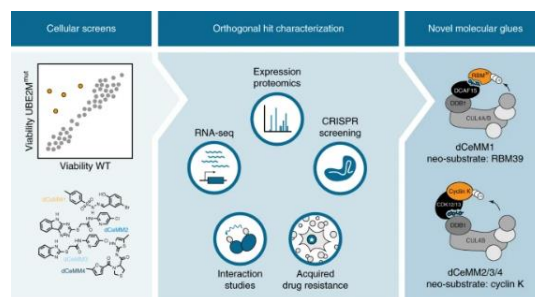 Cellular screens
Orthogonal hit characterization
Novel molecular glues
Viability UBE2Mmut
Viability WT
dCeMM1
dCeMM2
dCeMM3
dCeMM4
Expression
proteomics
RNA-seq
CRISPR
screening
Interaction
studies
Acquired
drug resistance
RBM39
DCAF15
DDB1
CUL4A/B
dCeMM1
neo-substrate: RBM39
Cyclin K
CDK12/13
DDB1
CUL4B
dCeMM2/3/4
neo-substrate: cyclin K